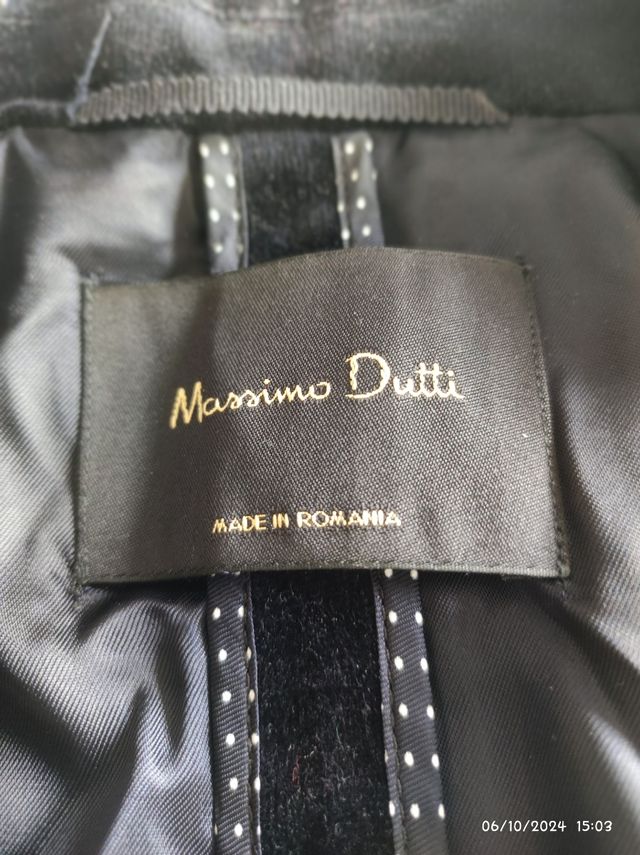 Massimo Dutti
MADE IN ROMANIA
06/10/2024 15:03